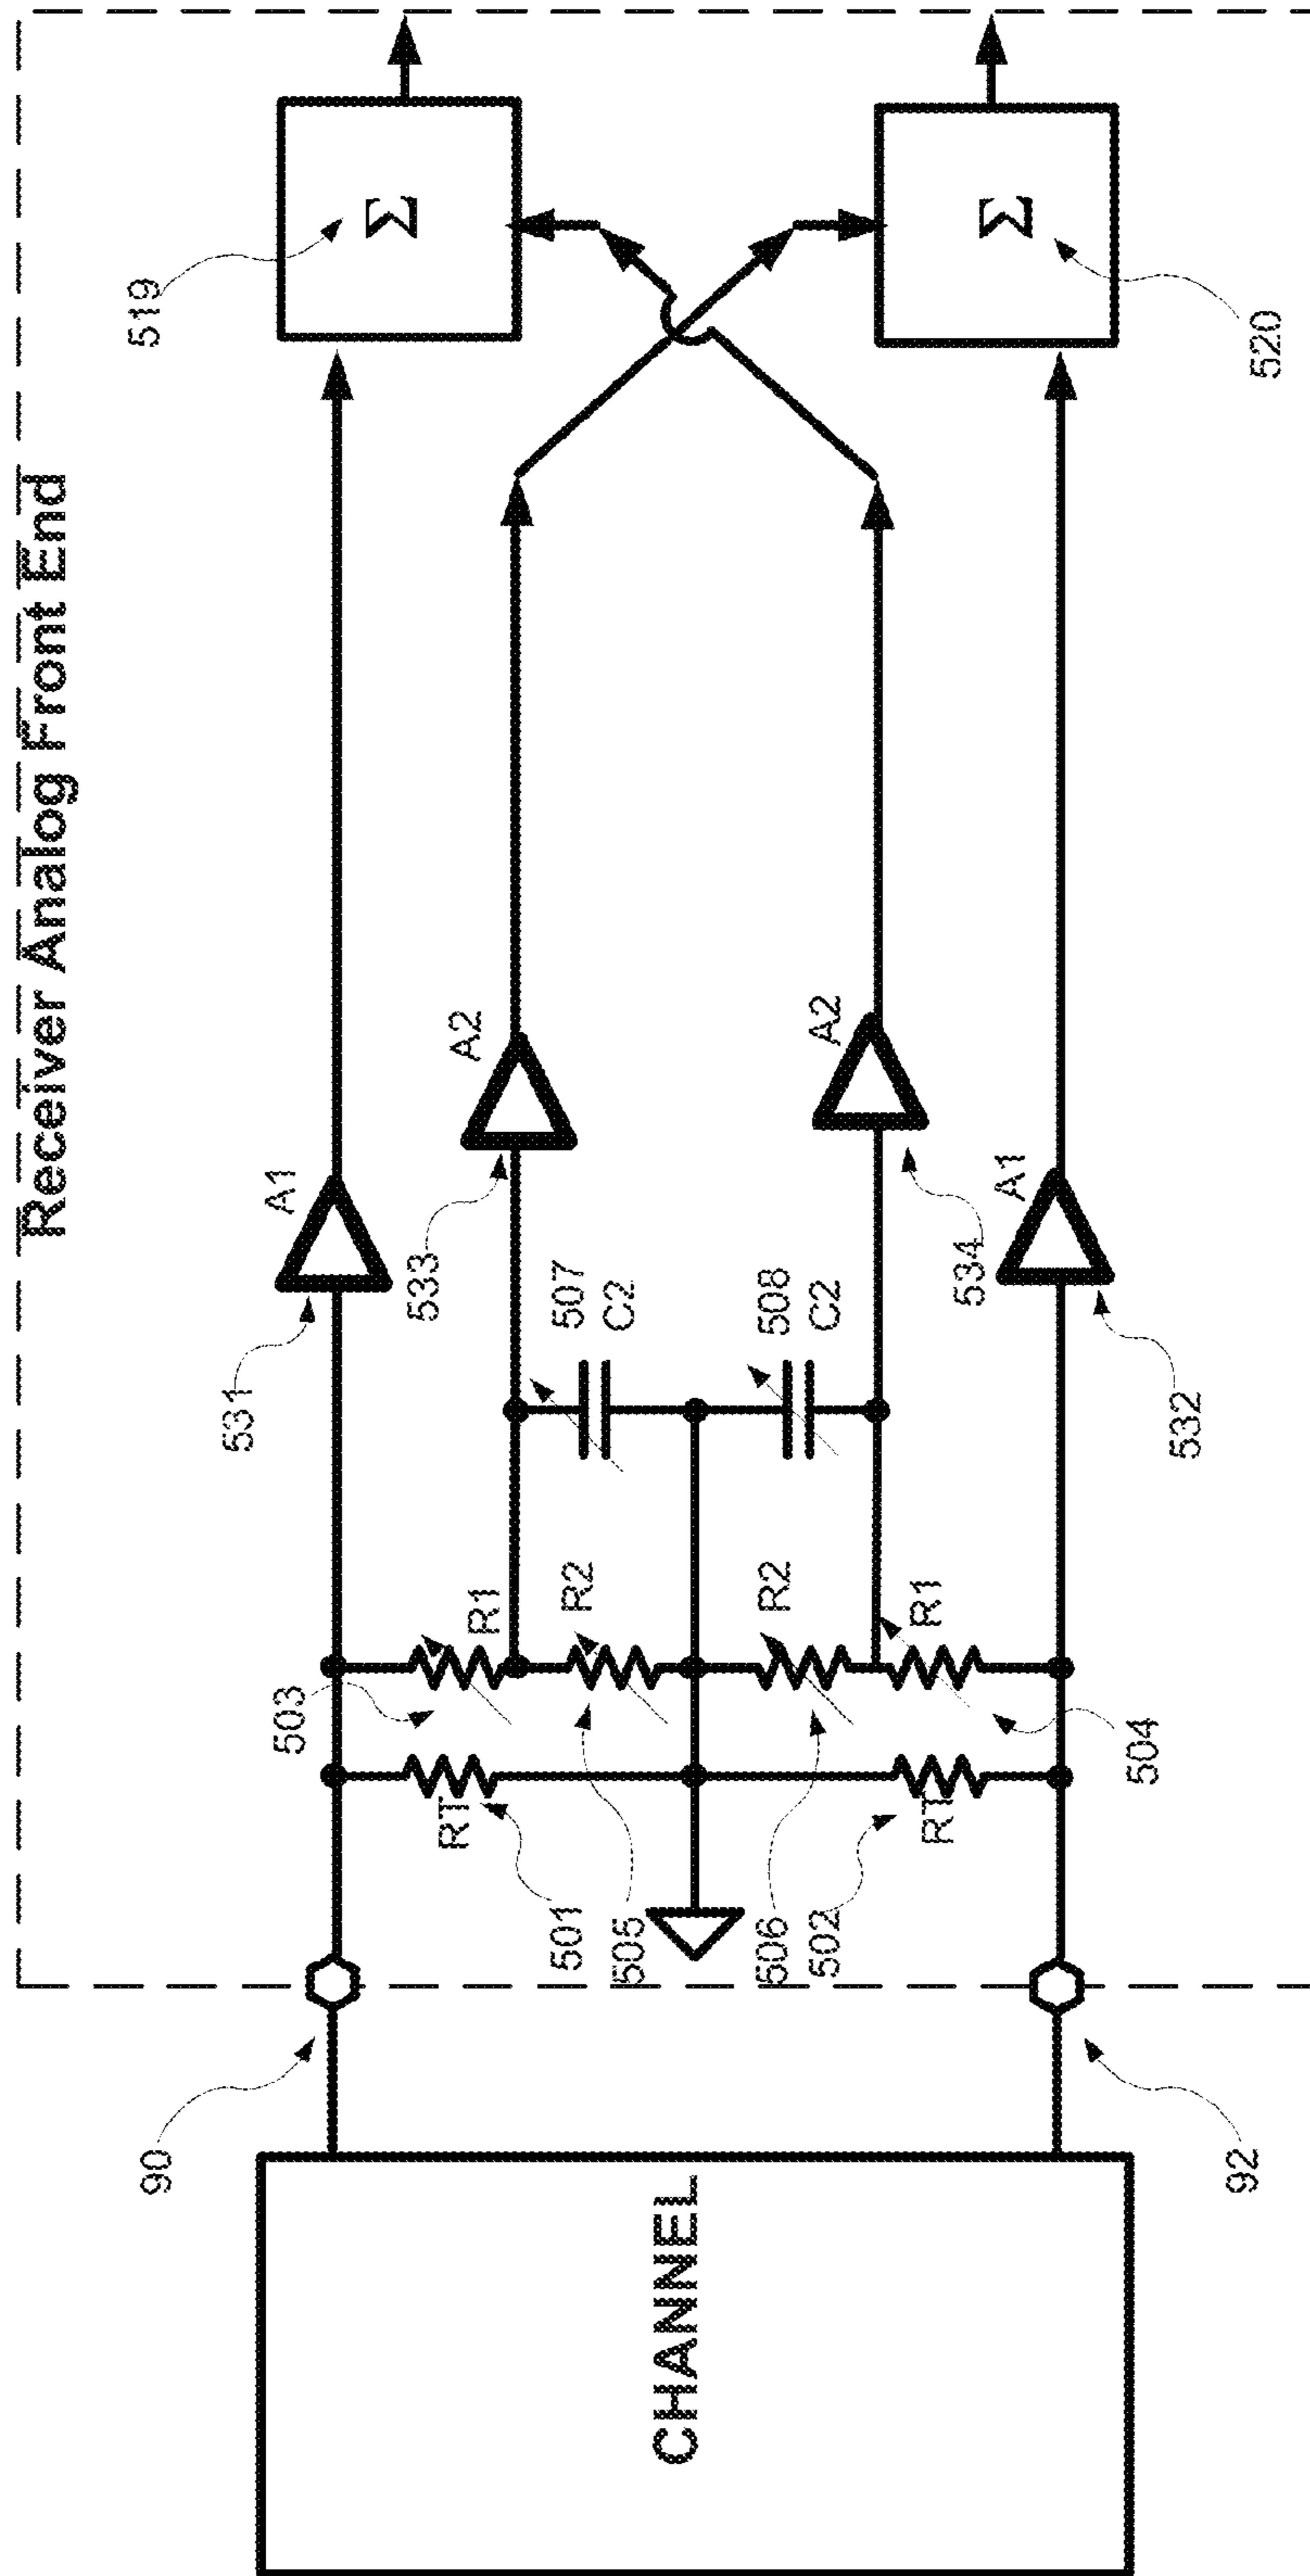 Receiver Analog Front End
CHANNEL
90
92
RT
501
RT
502
503
R1
505
R2
506
R2
R1
504
507
C2
508
C2
531
A1
533
A2
534
A2
532
A1
519
Σ
520
Σ